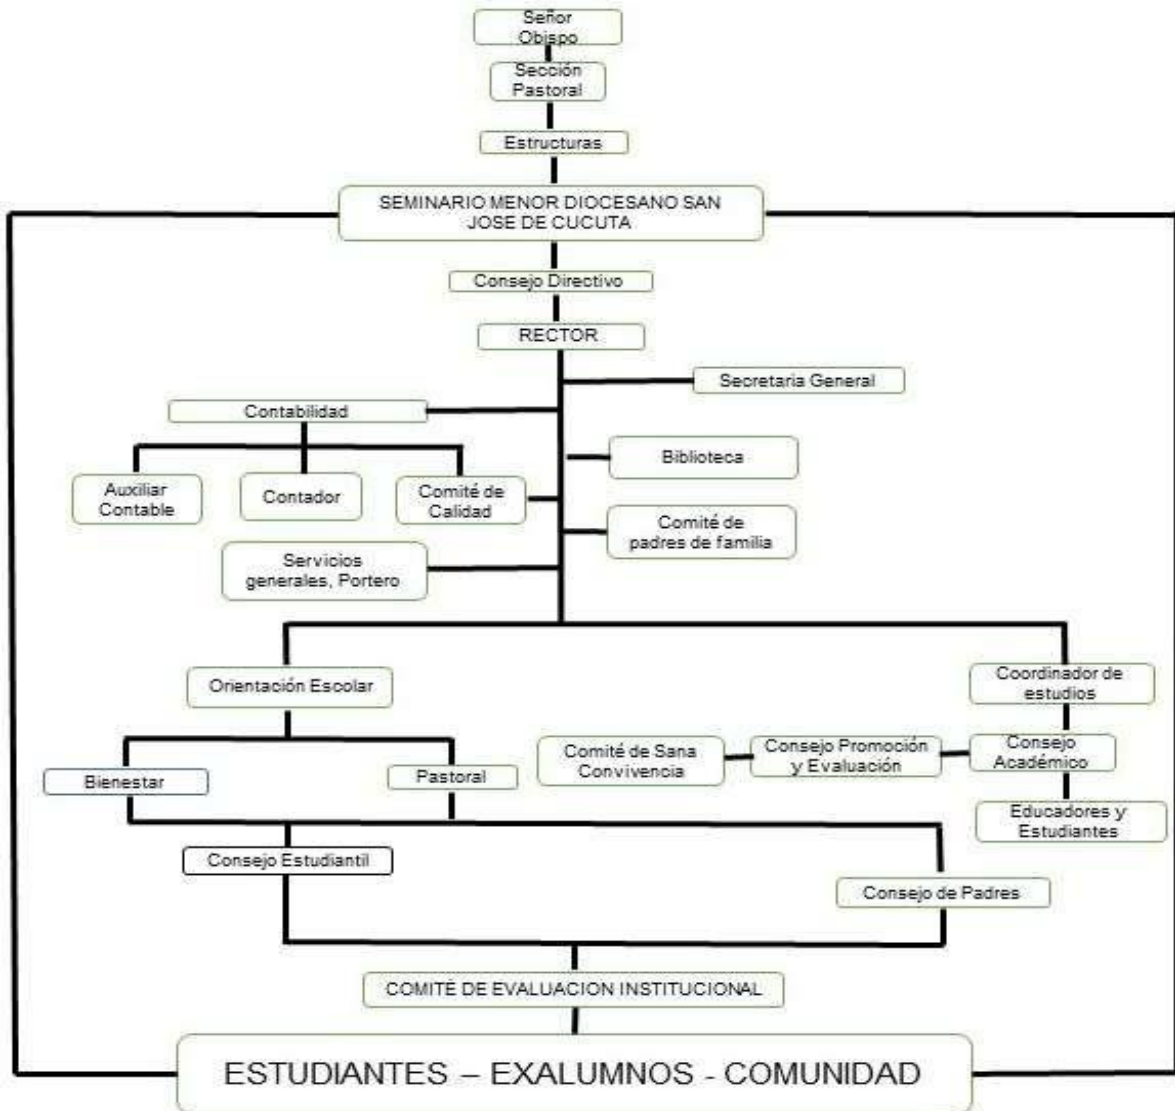 Señor
Obispo
Sección
Pastoral
Estructuras
SEMINARIO MENOR DIOCESANO SAN
JOSE DE CUCUTA
Consejo Directivo
RECTOR
Secretaria General
Contabilidad
Biblioteca
Auxiliar
Contable
Contador
Comité de
Calidad
Comité de
padres de familia
Servicios
generales, Portero
Orientación Escolar
Coordinador de
estudios
Comité de Sana
Convivencia
Consejo Promoción
y Evaluación
Consejo
Académico
Bienestar
Pastoral
Educadores y
Estudiantes
Consejo Estudiantil
Consejo de Padres
COMITÉ DE EVALUACION INSTITUCIONAL
ESTUDIANTES – EXALUMNOS - COMUNIDAD